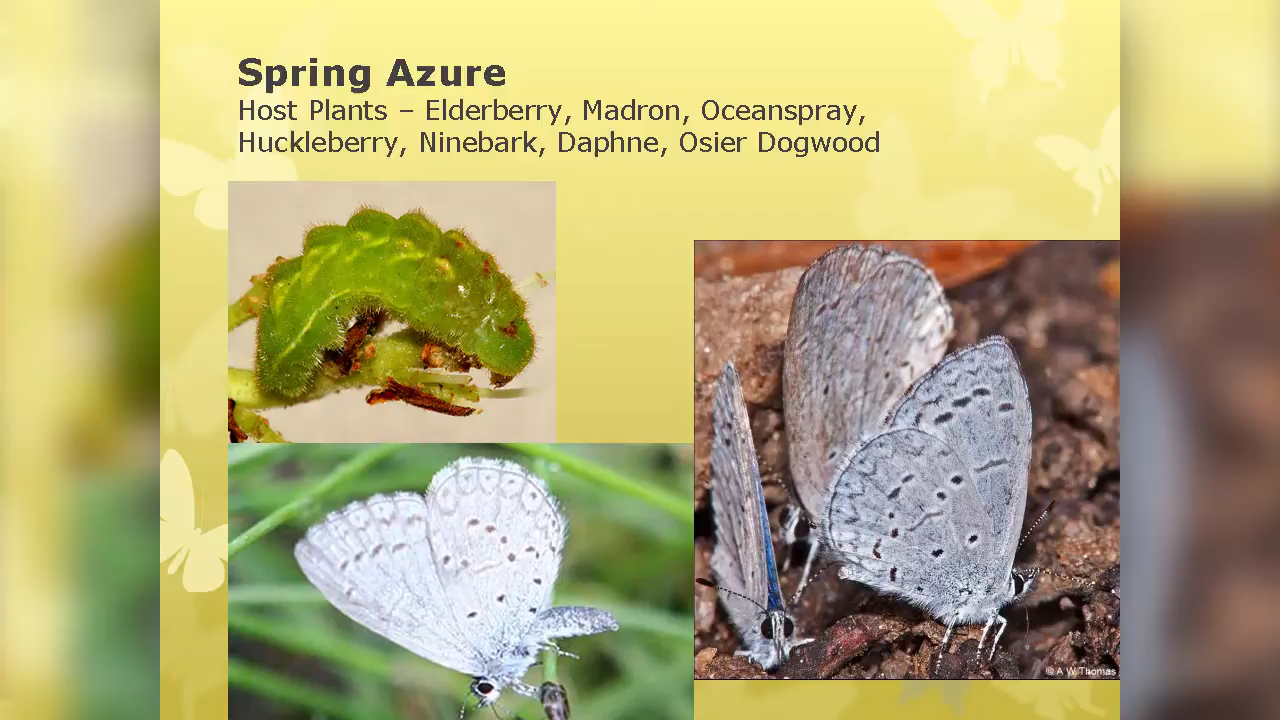 Spring Azure
Host Plants – Elderberry, Madron, Oceanspray,
Huckleberry, Ninebark, Daphne, Osier Dogwood
© A W Thomas